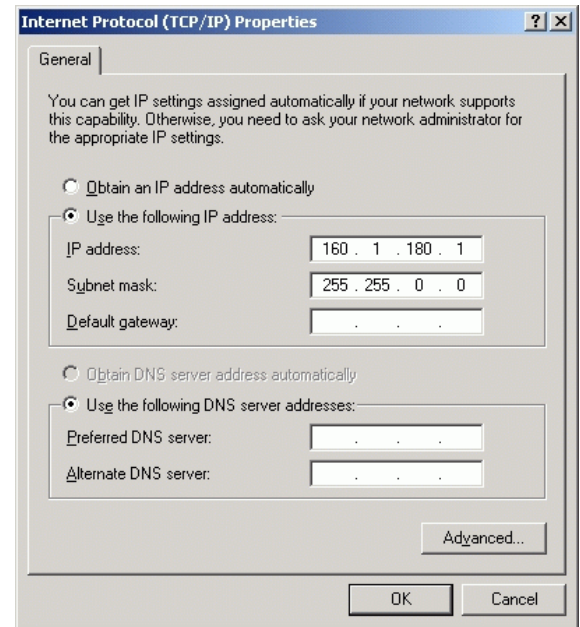 Internet Protocol (TCP/IP) Properties
General
You can get IP settings assigned automatically if your network supports
this capability. Otherwise, you need to ask your network administrator for
the appropriate IP settings.
Obtain an IP address automatically
Use the following IP address:
IP address: 160 . 1 . 180 . 1
Subnet mask: 255 . 255 . 0 . 0
Default gateway: . . .
Obtain DNS server address automatically
Use the following DNS server addresses:
Preferred DNS server: . . .
Alternate DNS server: . . .
Advanced...
OK Cancel